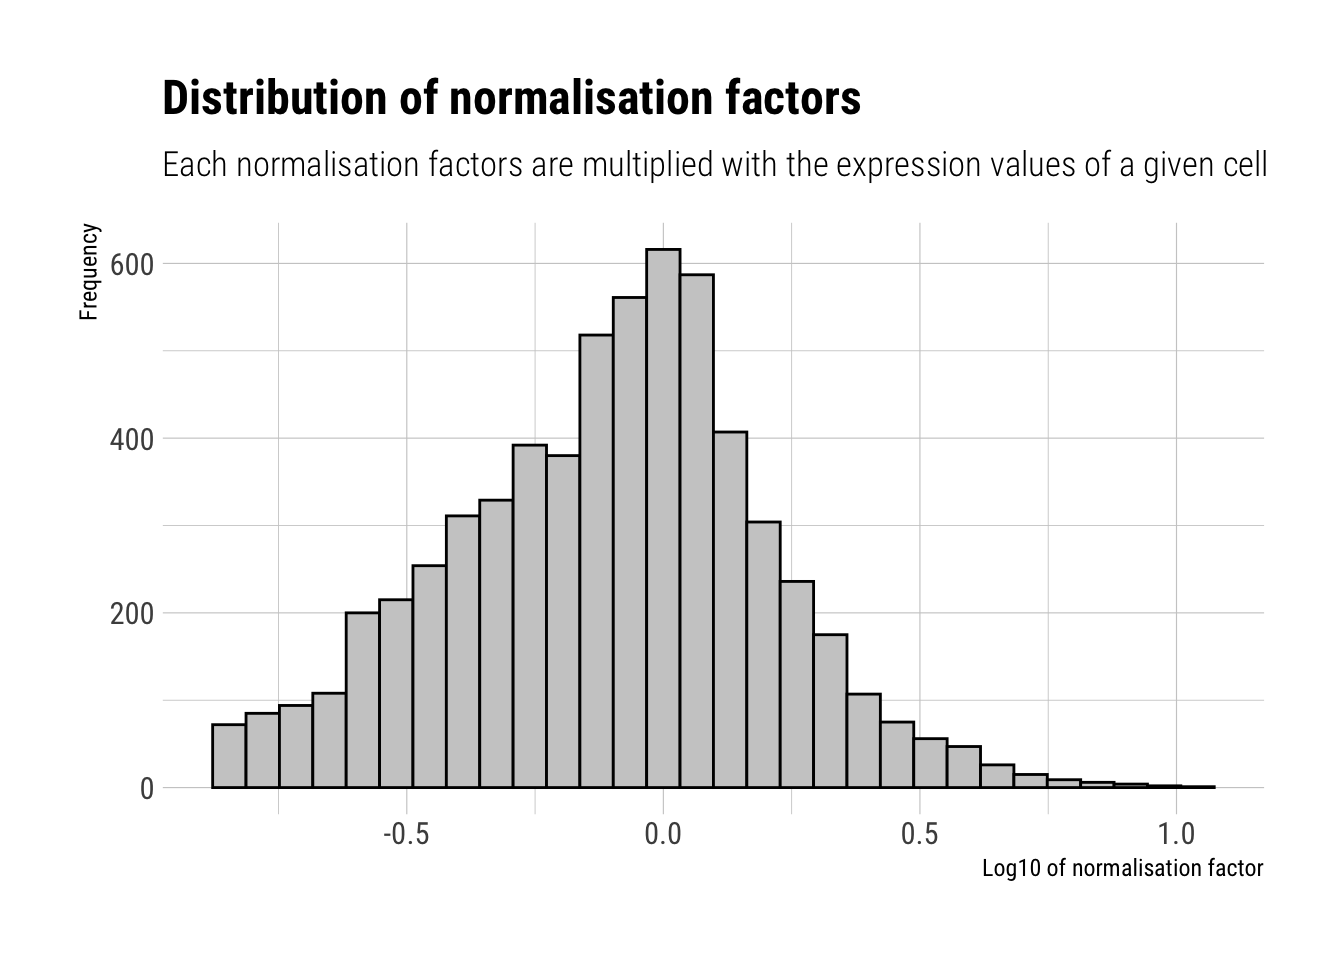 Distribution of normalisation factors
Each normalisation factors are multiplied with the expression values of a given cell
Frequency
600
400
200
0
-0.5 0.0 0.5 1.0
Log10 of normalisation factor